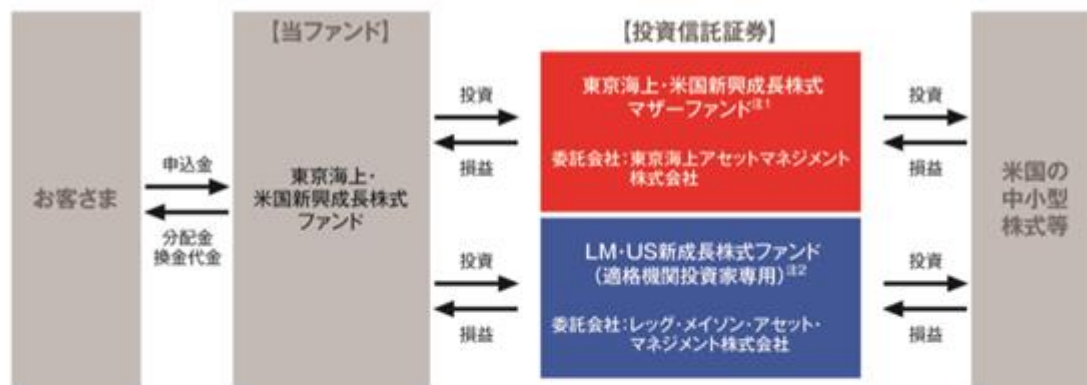 お客さま
申込金
分配金
換金代金
【当ファンド】
東京海上・
米国新興成長株式
ファンド
投資
損益
投資
損益
【投資信託証券】
東京海上・米国新興成長株式
マザーファンド注1
委託会社：東京海上アセットマネジメント
株式会社
LM・US新成長株式ファンド
（適格機関投資家専用）注2
委託会社：レッグ・メイソン・アセット・
マネジメント株式会社
投資
損益
投資
損益
米国の
中小型
株式等